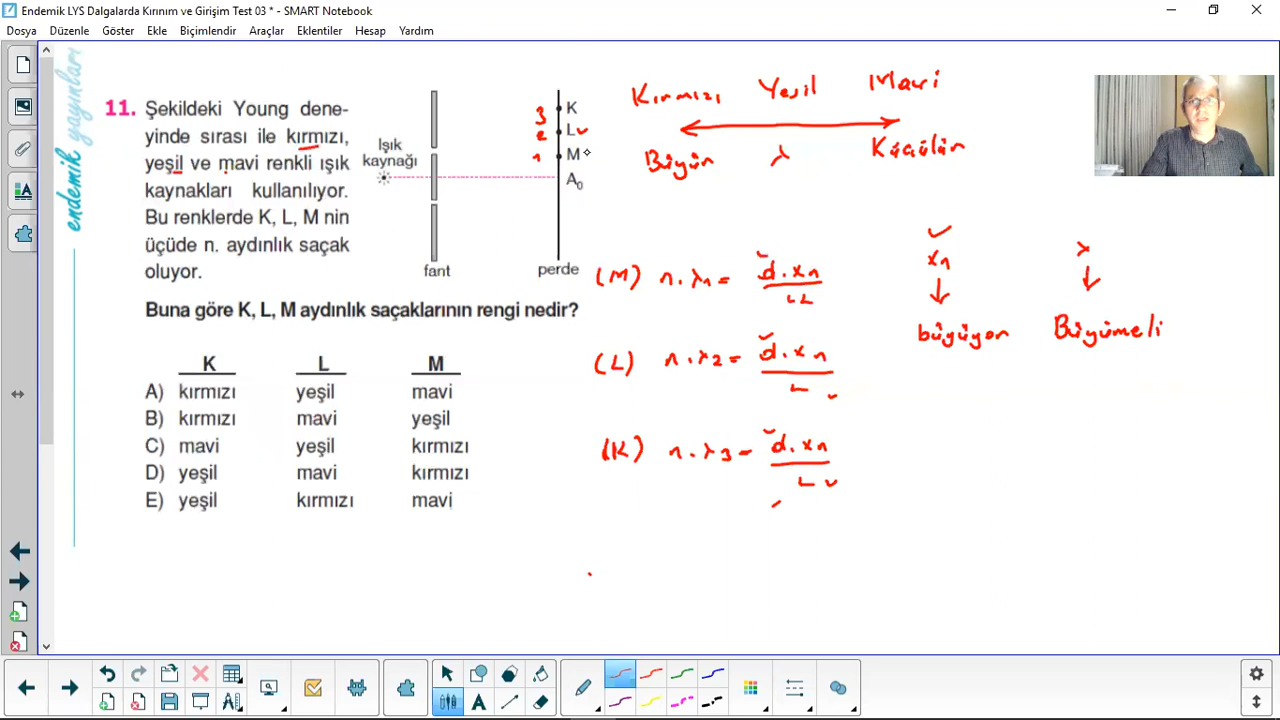 Endemik LYS Dalgalarda Kırınım ve Girişim Test 03 * - SMART Notebook
Dosya Düzenle Göster Ekle Biçimlendiri Araçlar Eklentiler Hesap Yardım
endemik yayınları
11. Şekildeki Young dene-
yinde sırası ile kırmızı,
yeşil ve mavi renkli ışık
kaynakları kullanılıyor.
Bu renklerde K, L, M nin
üçüde n. aydınlık saçak
oluyor.
Işık
kaynağı
3 K
2 L
1 M
A0
fant perde
Buna göre K, L, M aydınlık saçaklarının rengi nedir?
K L M
A) kırmızı yeşil mavi
B) kırmızı mavi yeşil
C) mavi yeşil kırmızı
D) yeşil mavi kırmızı
E) yeşil kırmızı mavi
Kırmızı Yeşil Mavi
Büyür λ
(M) n.λ1 = d.xn
L
(L) n.λ2 = d.xn
L
(K) n.λ3 = d.xn
L
xn λ
büyüyor Büyümeli